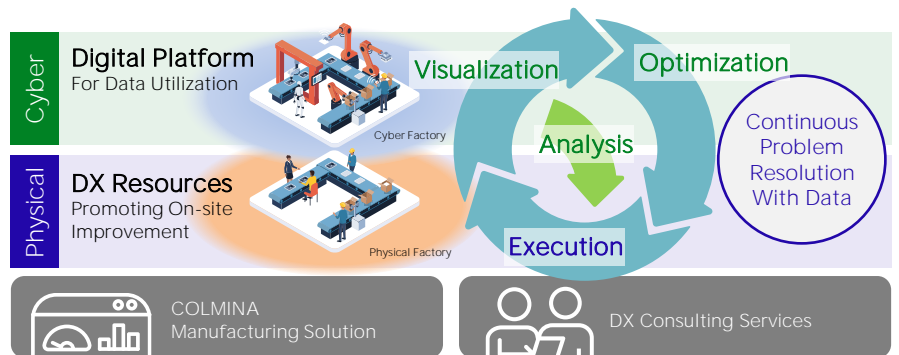 Cyber
Digital Platform
For Data Utilization
Cyber Factory
Visualization
Optimization
Analysis
Continuous
Problem
Resolution
With Data
Physical
DX Resources
Promoting On-site
Improvement
Physical Factory
Execution
COLMINA
Manufacturing Solution
DX Consulting Services